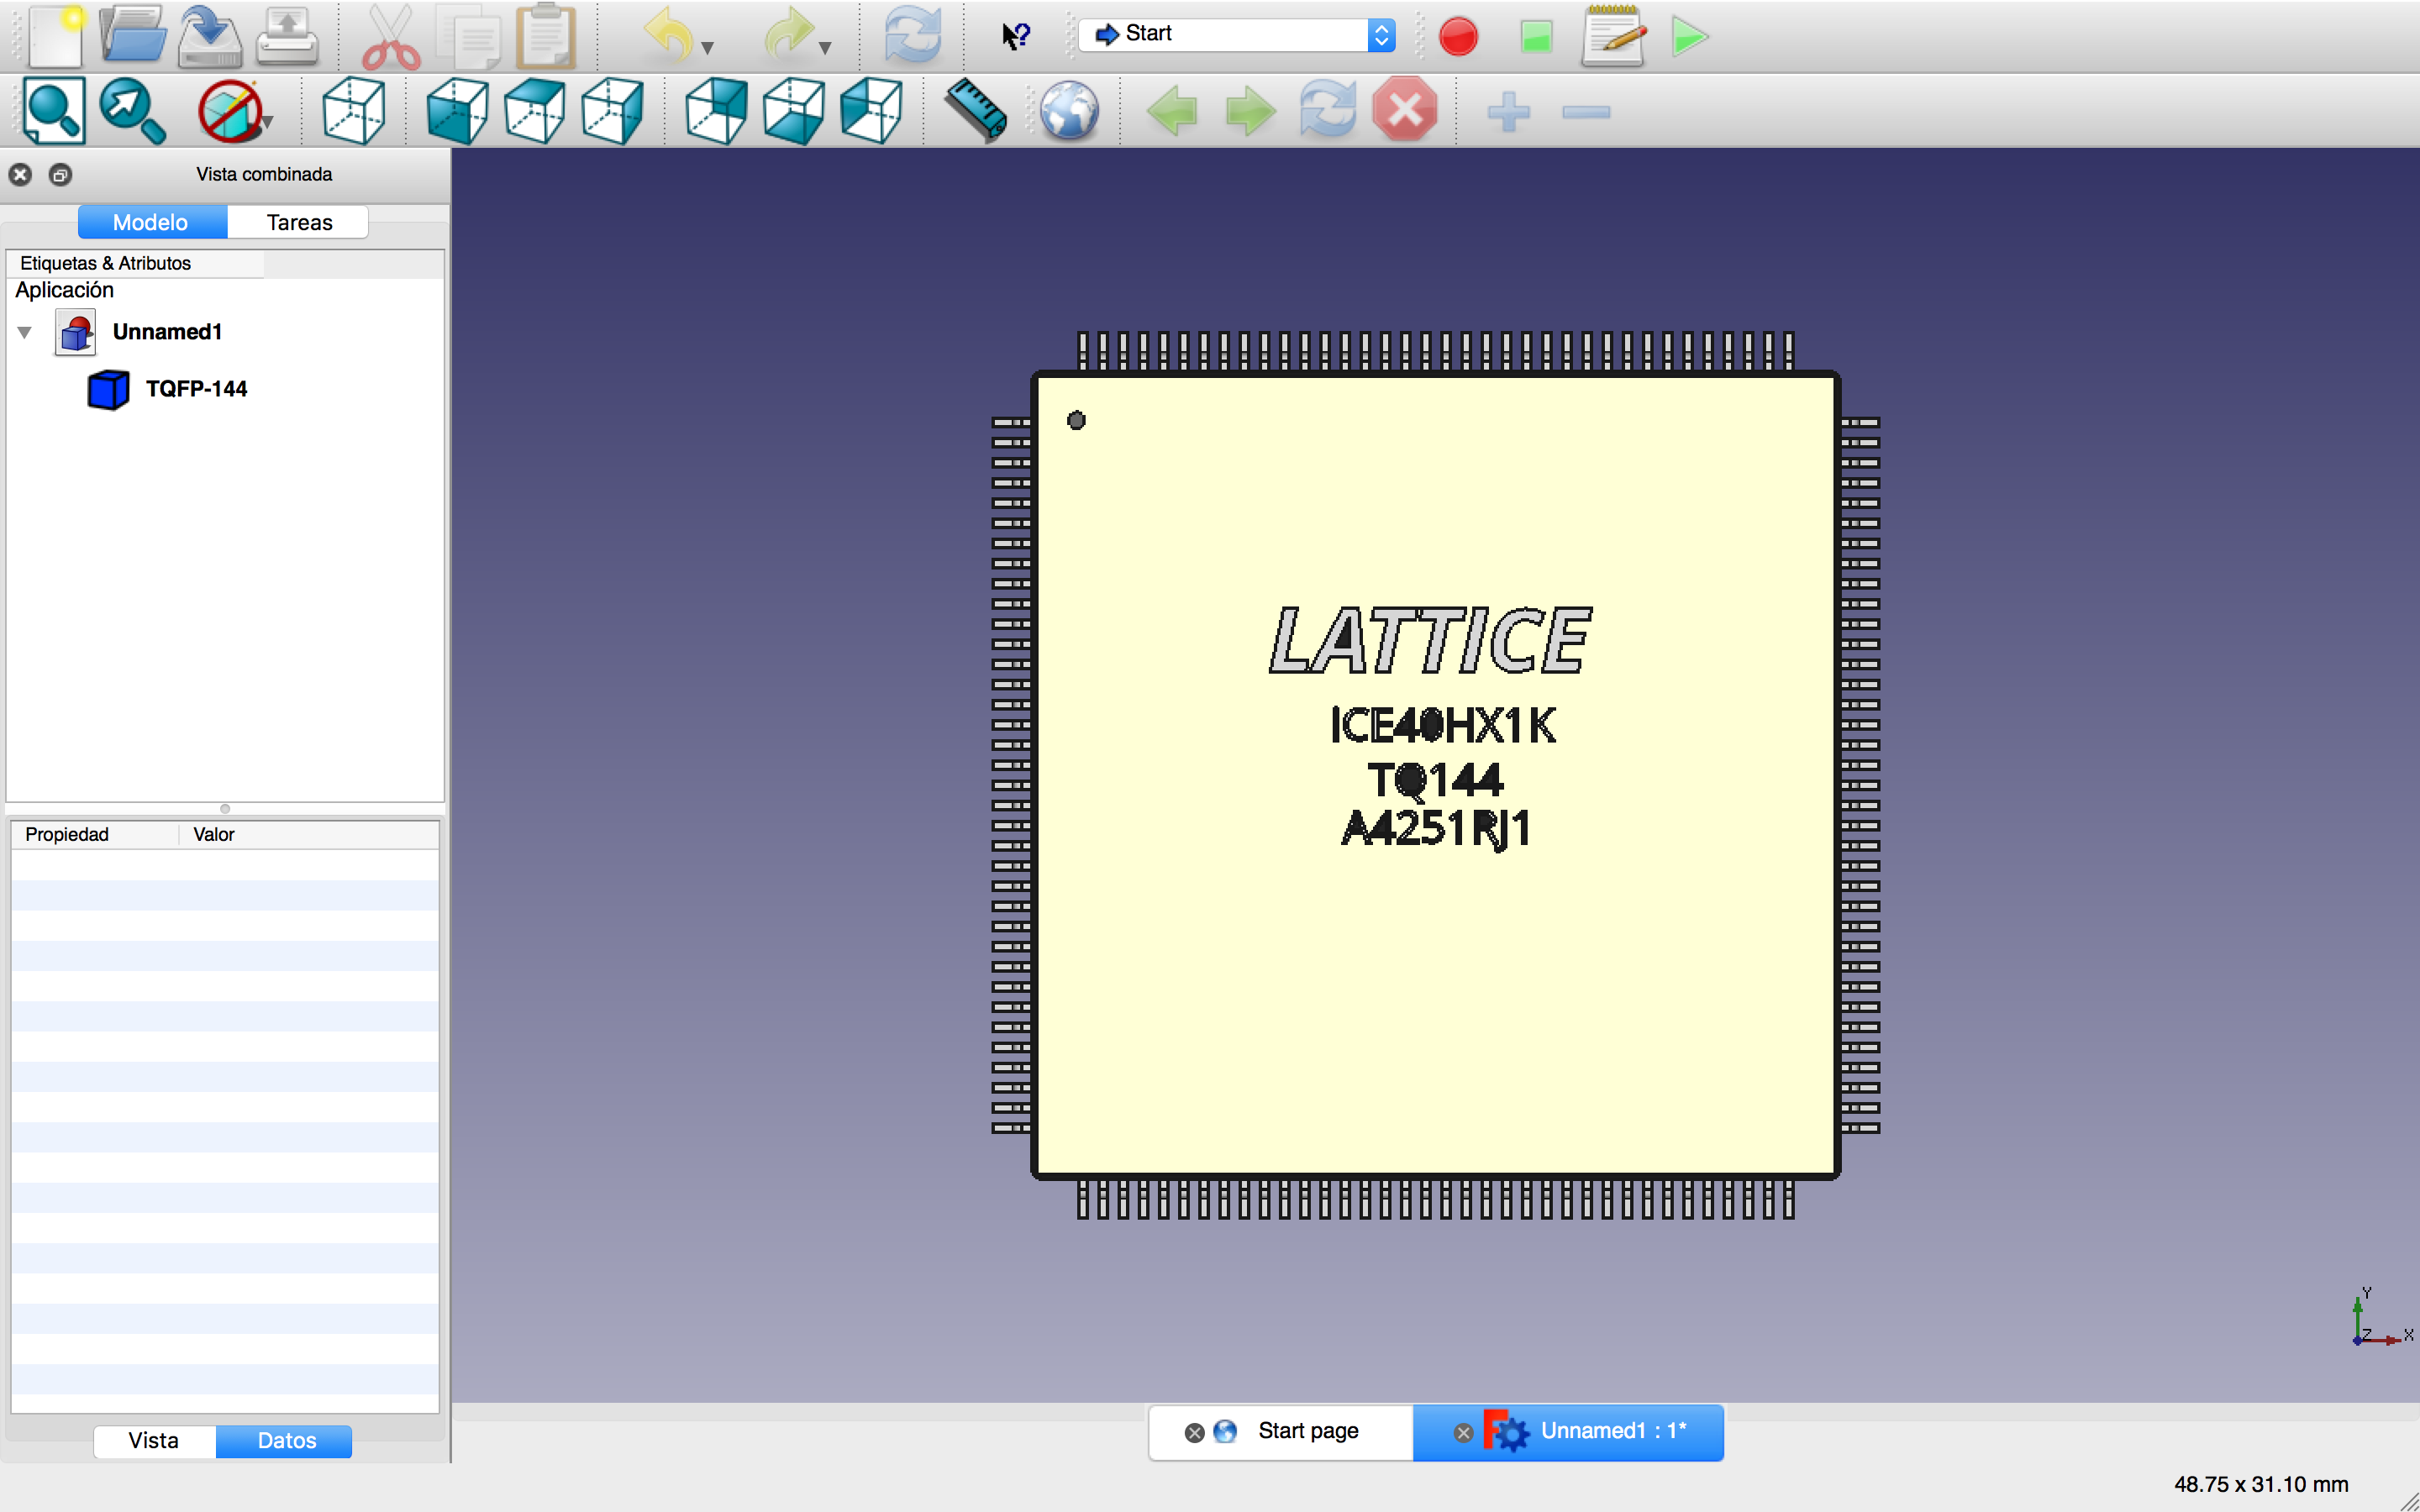 Start
Vista combinada
Modelo
Tareas
Etiquetas & Atributos
Aplicación
Unnamed1
TQFP-144
Propiedad
Valor
LATTICE
ICE40HX1K
TQ144
A4251RJ1
Y
Z
X
Vista
Datos
Start page
Unnamed1 : 1*
48.75 x 31.10 mm